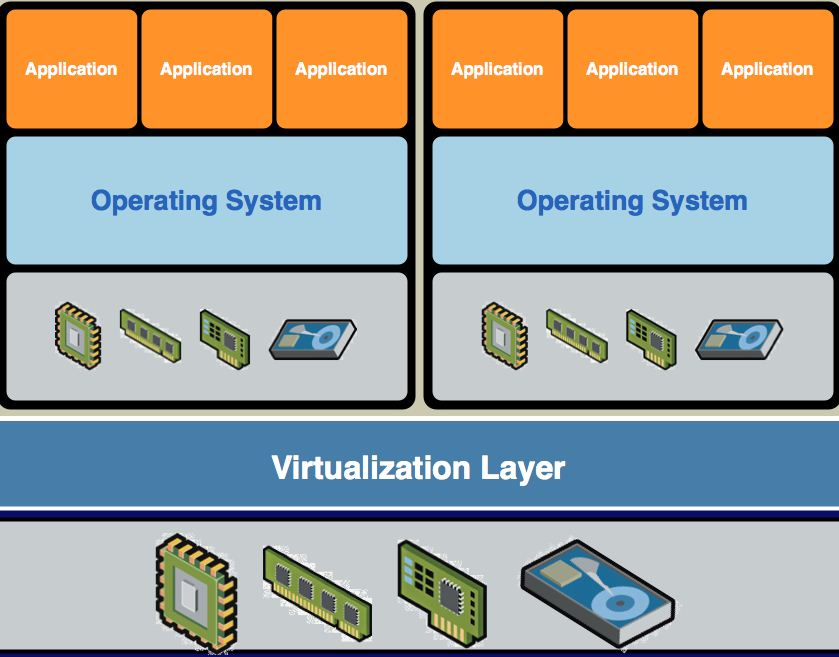 Application Application Application Application Application Application
Operating System Operating System
Virtualization Layer